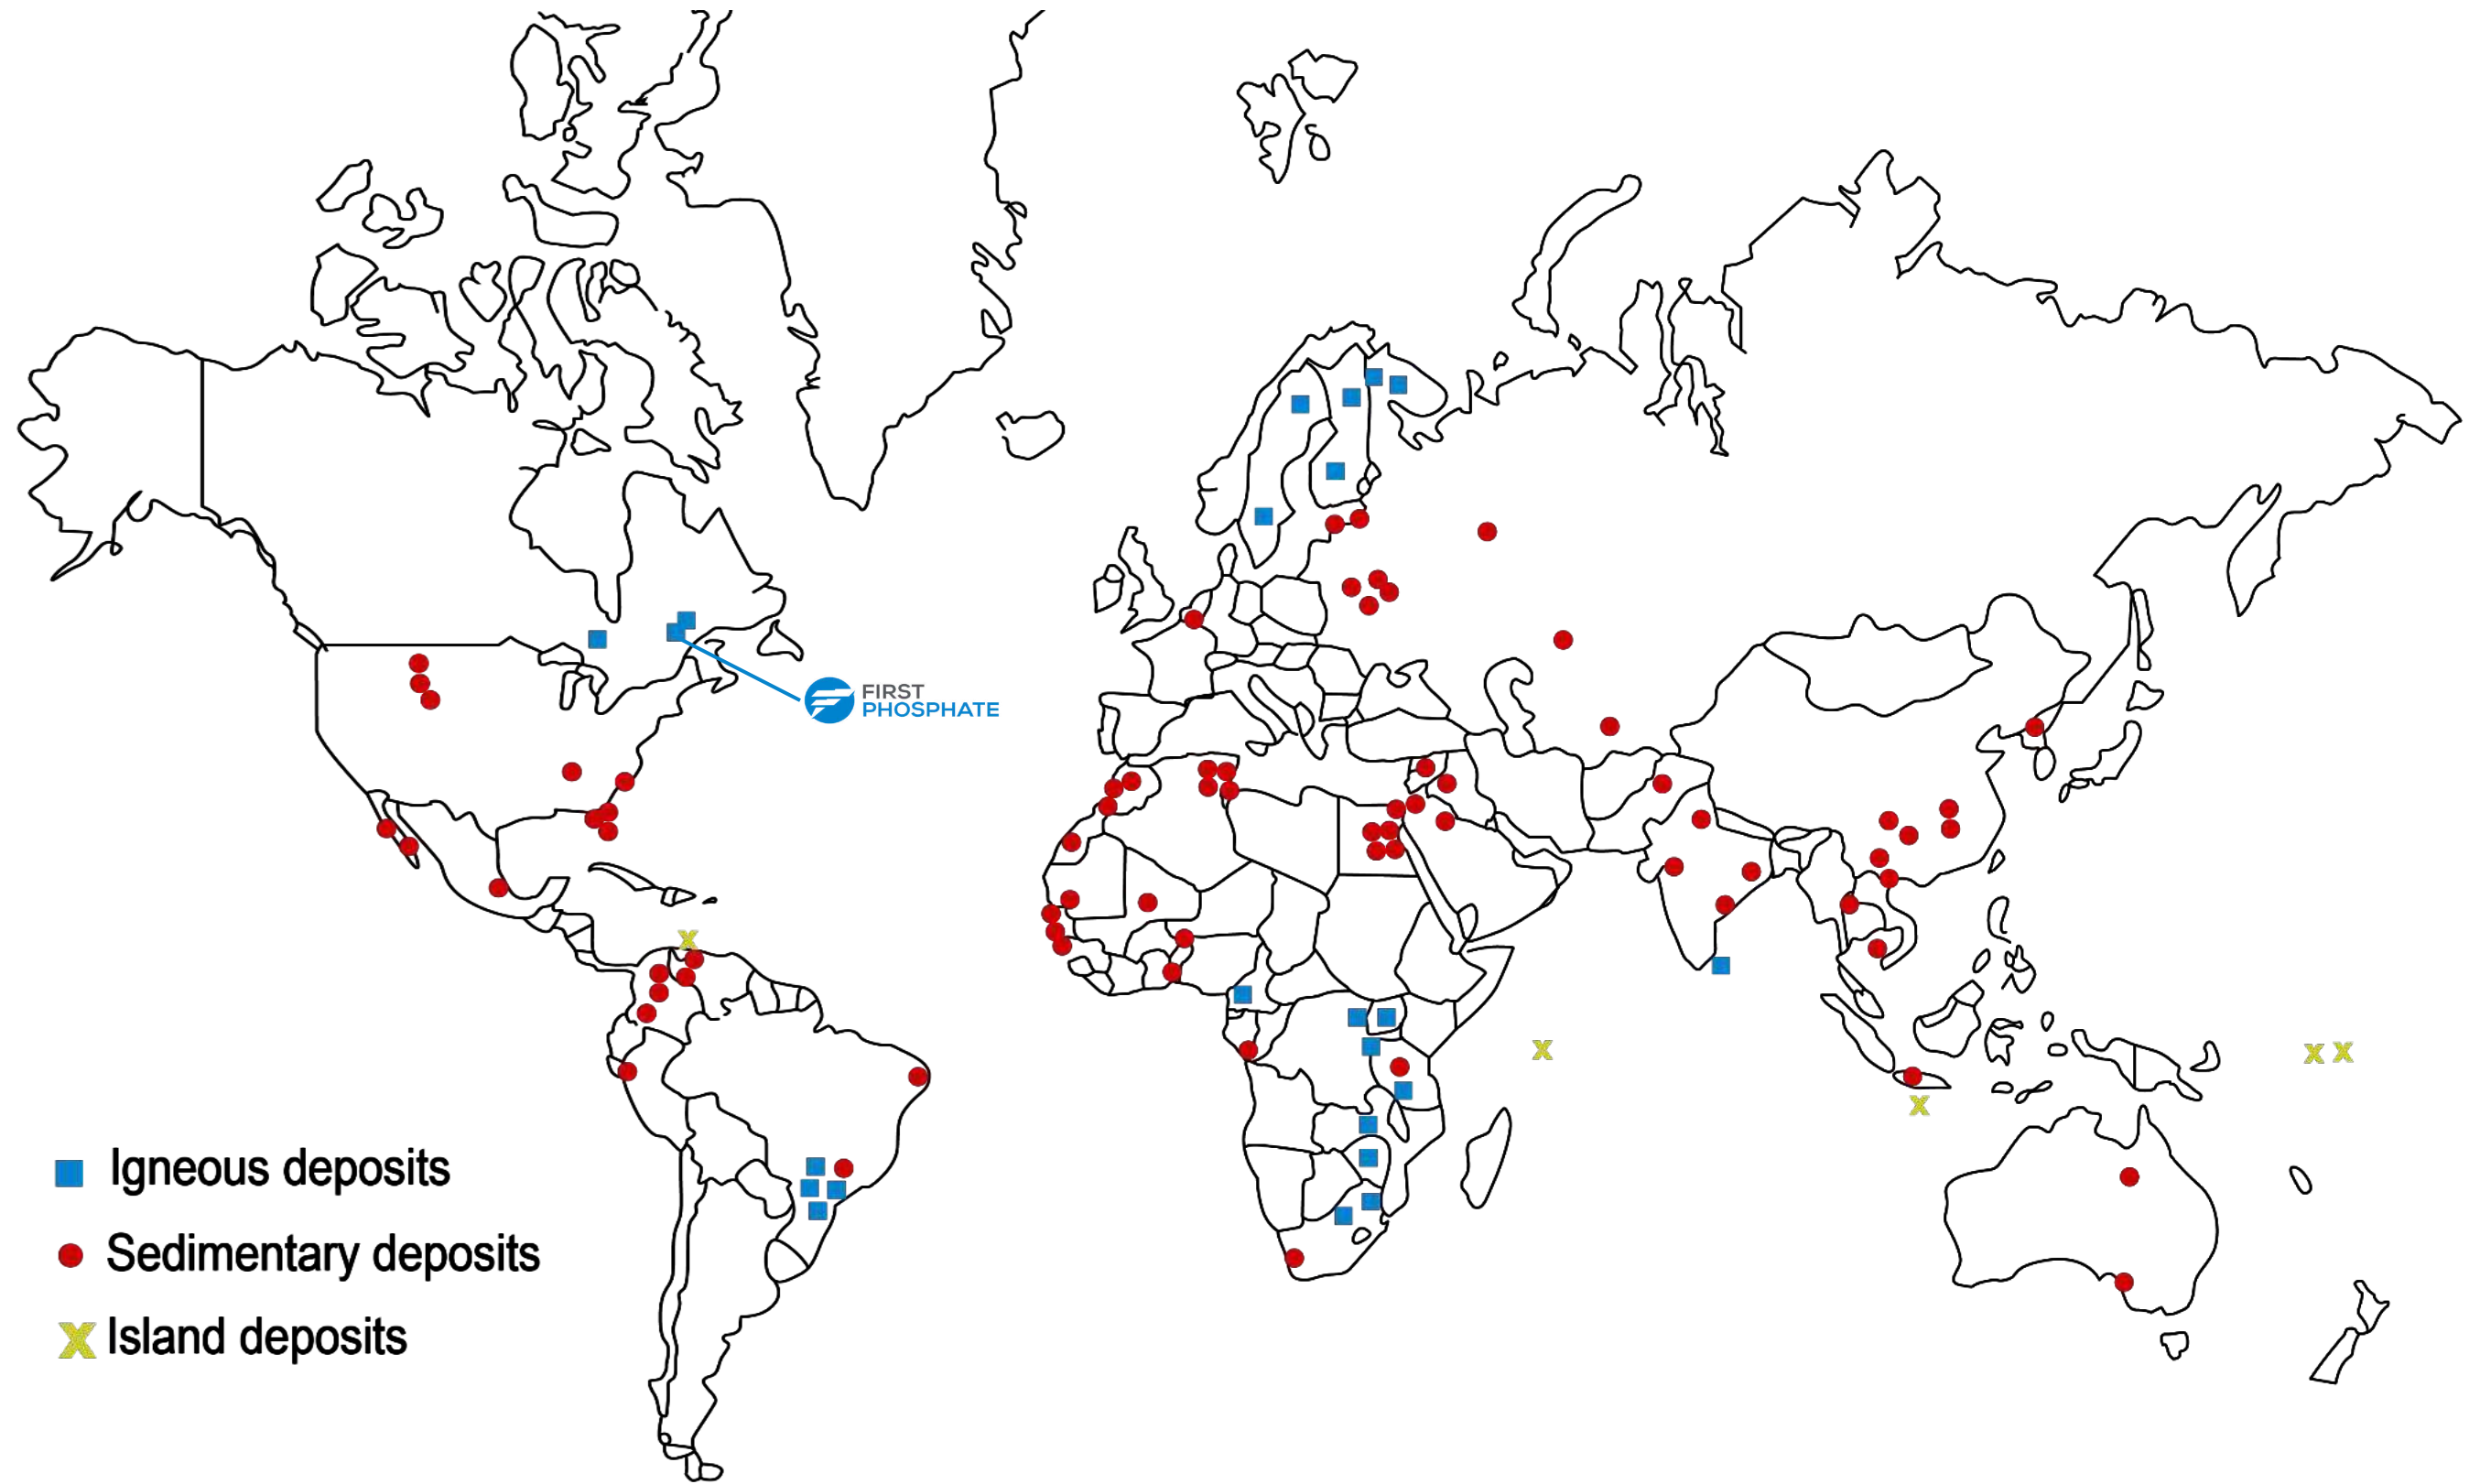 FIRST
PHOSPHATE
Igneous deposits
Sedimentary deposits
Island deposits